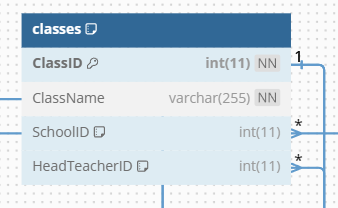 classes
ClassID int(11) NN 1
ClassName varchar(255) NN
SchoolID int(11) *
HeadTeacherID int(11) *